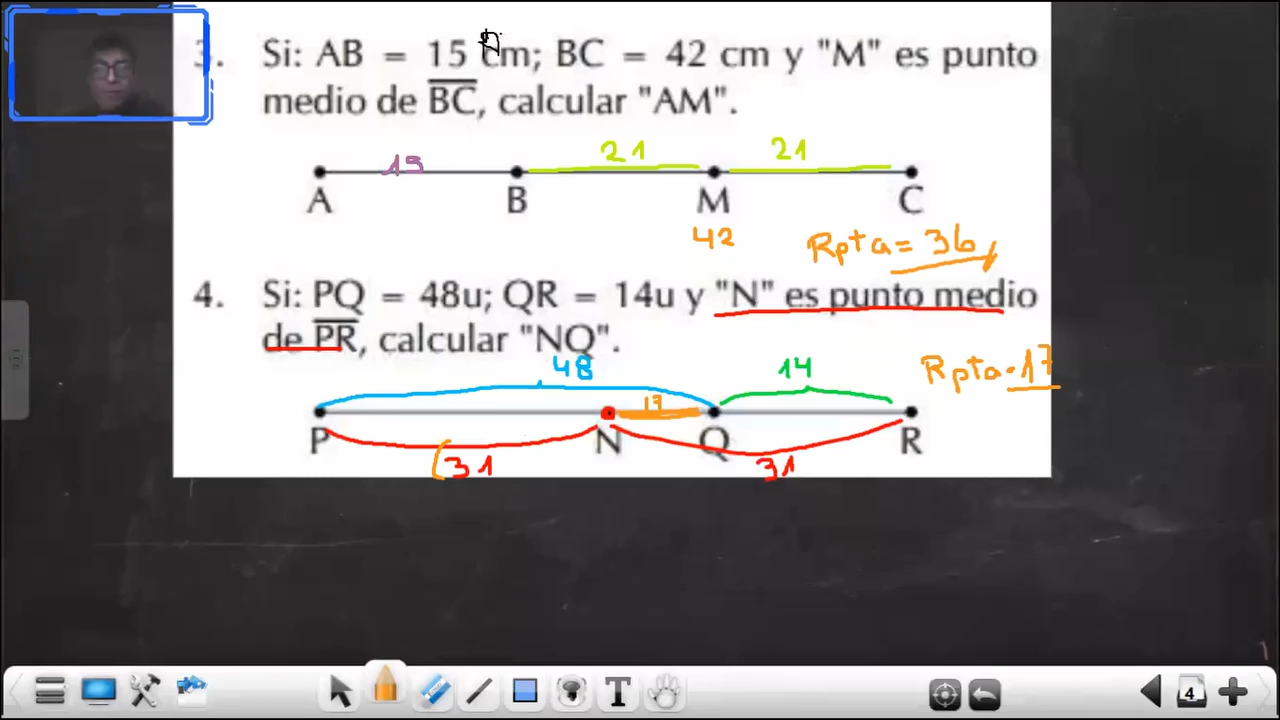 3. Si: AB = 15 cm; BC = 42 cm y "M" es punto
medio de BC, calcular "AM".
15 21 21
A B M C
42
Rpta = 36
4. Si: PQ = 48u; QR = 14u y "N" es punto medio
de PR, calcular "NQ".
48 14 Rpta = 17
17
P N Q R
31 31
T 4